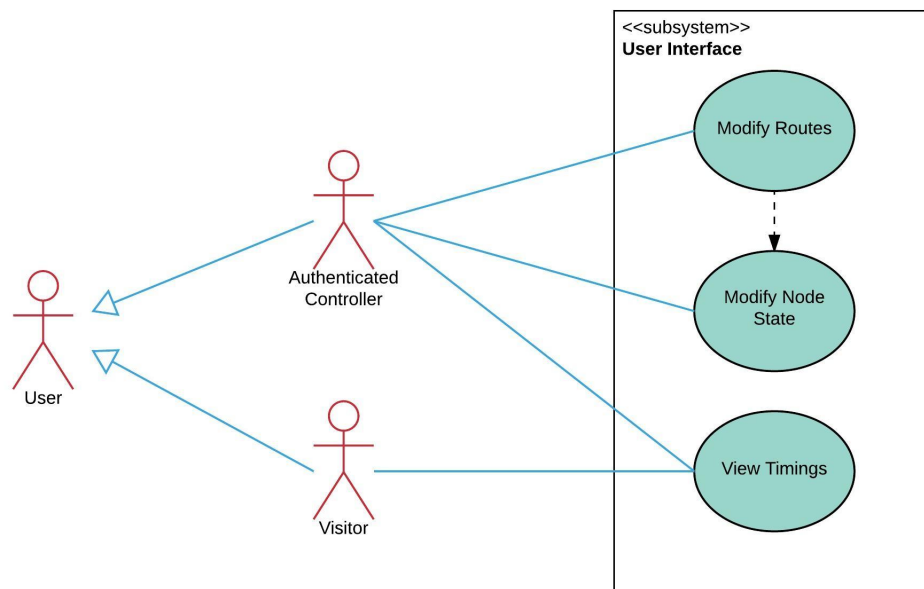 <<subsystem>>
User Interface
Modify Routes
Authenticated
Controller
Modify Node
State
User
View Timings
Visitor